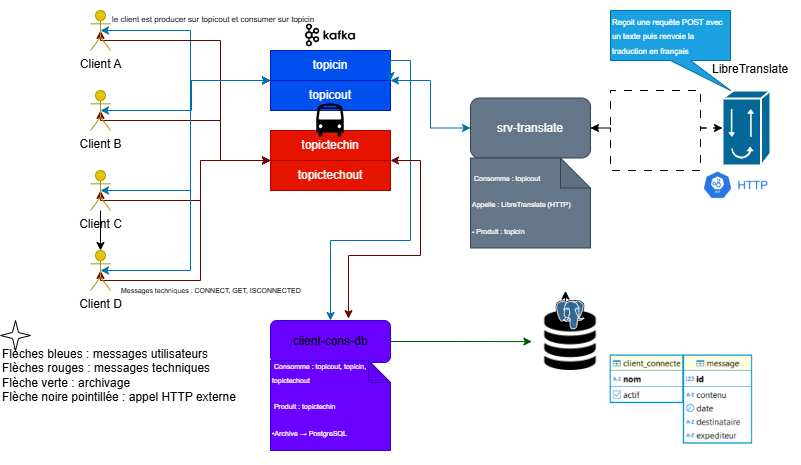 le client est producer sur topicout et consumer sur topicin
Client A
Client B
Client C
Client D
kafka
topicin
topicout
topictechin
topictechout
Reçoit une requête POST avec
un texte puis renvoie la
traduction en français
LibreTranslate
HTTP
srv-translate
Consomme : topicout
Appelle : LibreTranslate (HTTP)
- Produit : topicin
Messages techniques : CONNECT, GET, ISCONNECTED
client-cons-db
Consomme : topicout, topicin,
topictechout
Produit : topictechin
•Archive → PostgreSQL
Flèches bleues : messages utilisateurs
Flèches rouges : messages techniques
Flèche verte : archivage
Flèche noire pointillée : appel HTTP externe
client_connecte
A-Z nom
actif
message
123 id
A-Z contenu
date
A-Z destinataire
A-Z expediteur